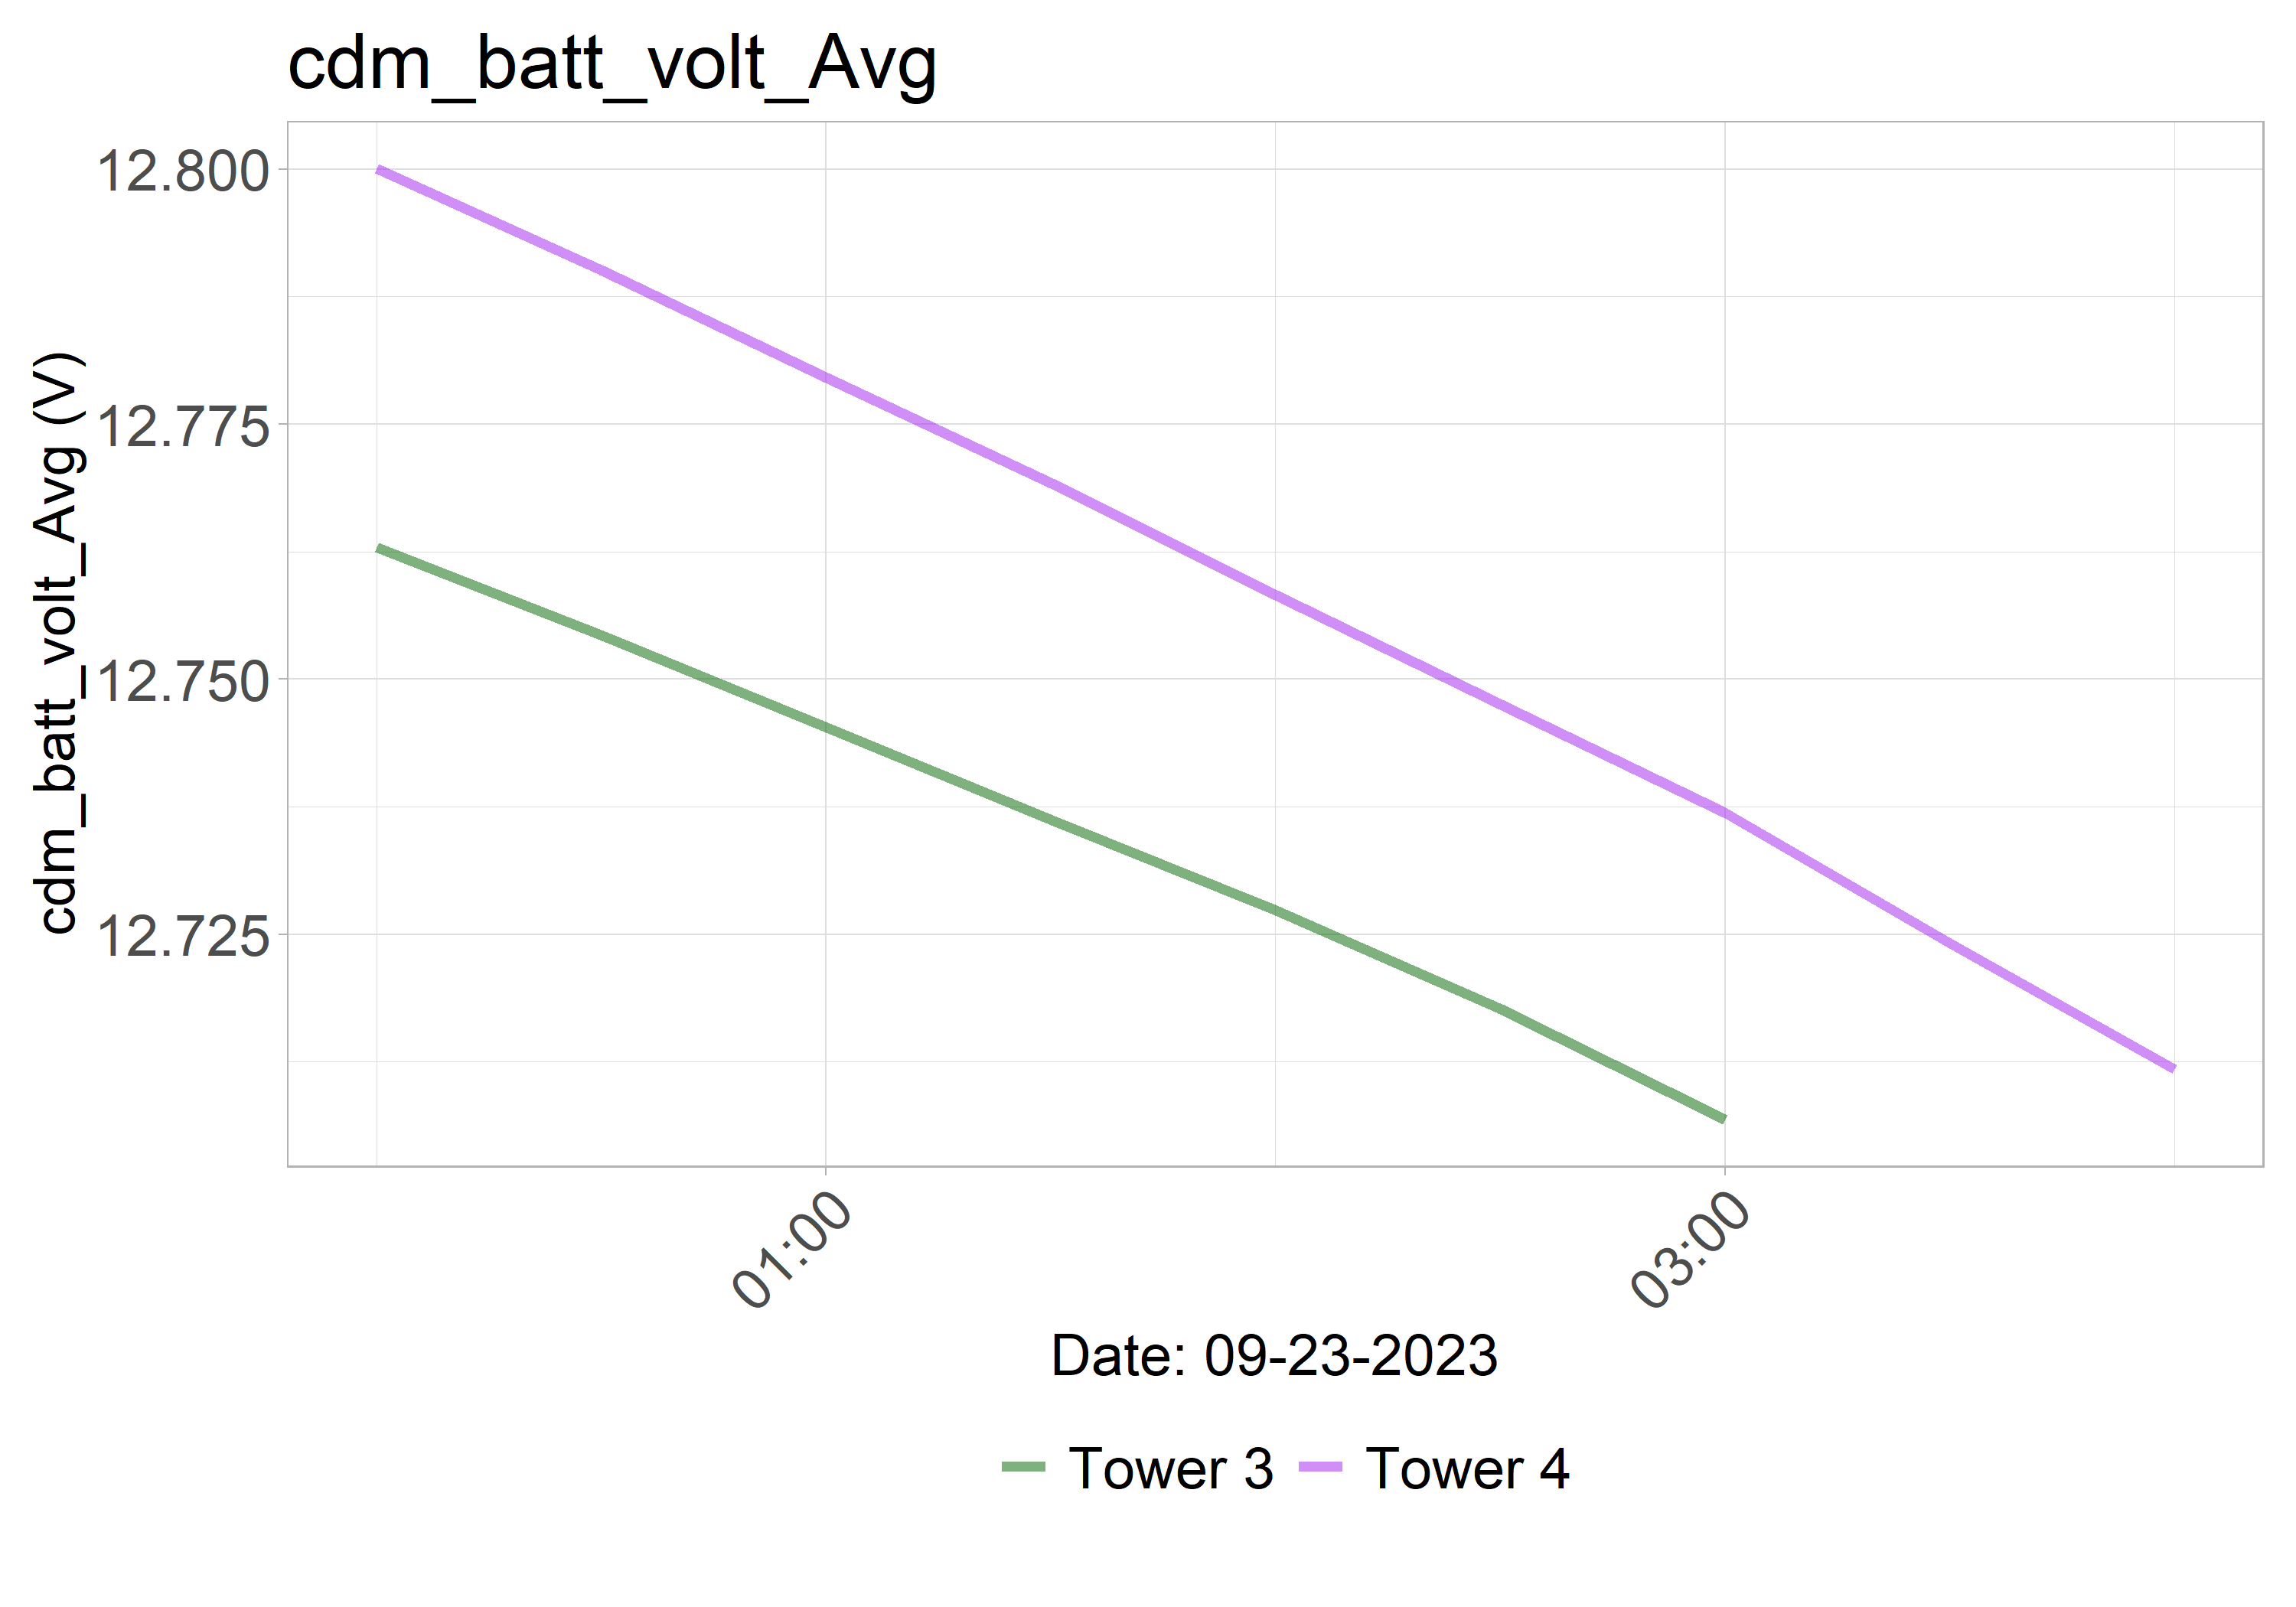 cdm_batt_volt_Avg
cdm_batt_volt_Avg (V)
12.800
12.775
12.750
12.725
01:00
03:00
Date: 09-23-2023
Tower 3
Tower 4